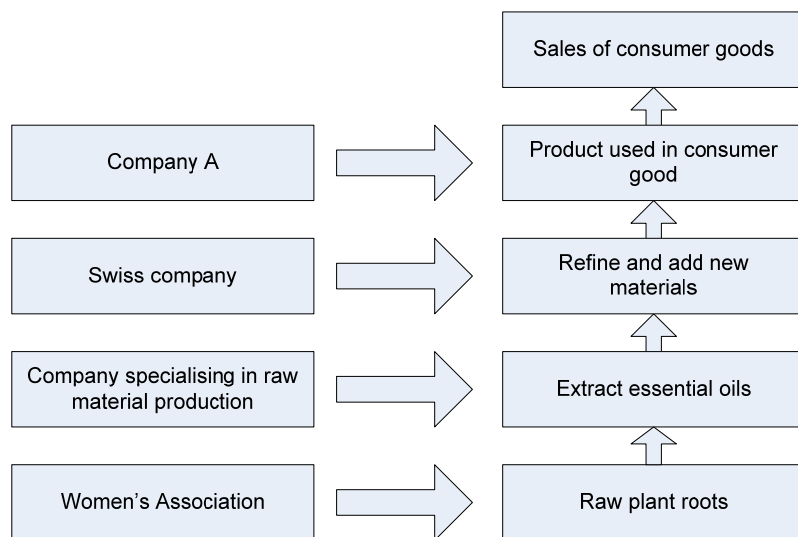 Sales of consumer goods
Company A
Product used in consumer
good
Swiss company
Refine and add new
materials
Company specialising in raw
material production
Extract essential oils
Women’s Association
Raw plant roots